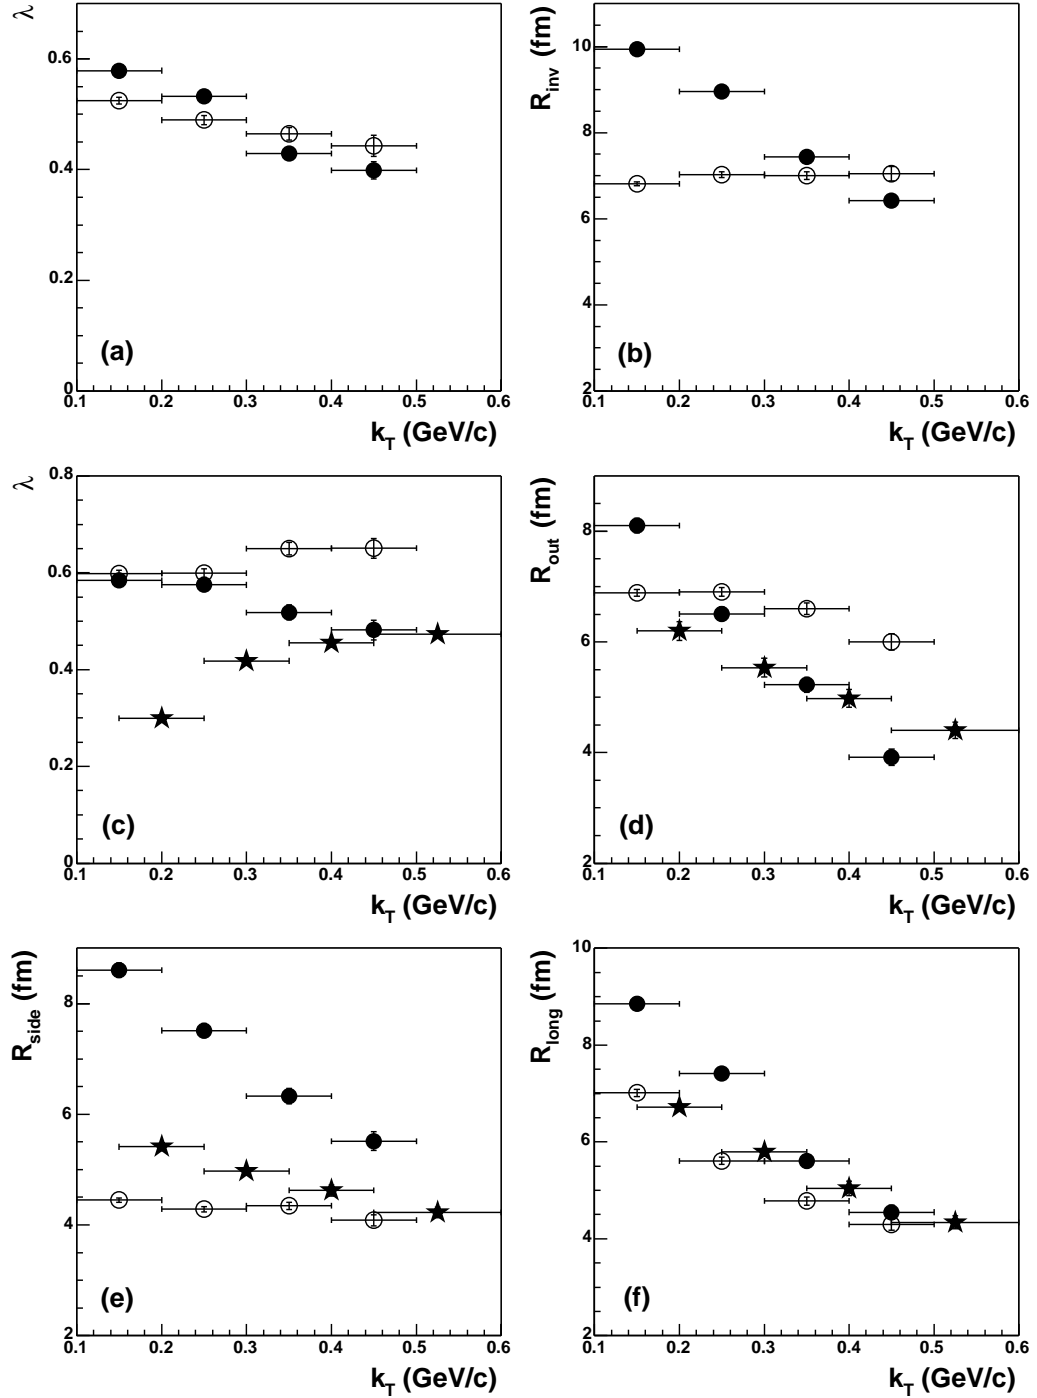 λ
0.6
0.4
0.2
0
(a)
0.1 0.2 0.3 0.4 0.5 0.6
k_T (GeV/c)
R_inv (fm)
10
8
6
4
2
(b)
0.1 0.2 0.3 0.4 0.5 0.6
k_T (GeV/c)
λ
0.8
0.6
0.4
0.2
0
(c)
0.1 0.2 0.3 0.4 0.5 0.6
k_T (GeV/c)
R_out (fm)
8
6
4
2
(d)
0.1 0.2 0.3 0.4 0.5 0.6
k_T (GeV/c)
R_side (fm)
8
6
4
2
(e)
0.1 0.2 0.3 0.4 0.5 0.6
k_T (GeV/c)
R_long (fm)
10
8
6
4
2
(f)
0.1 0.2 0.3 0.4 0.5 0.6
k_T (GeV/c)